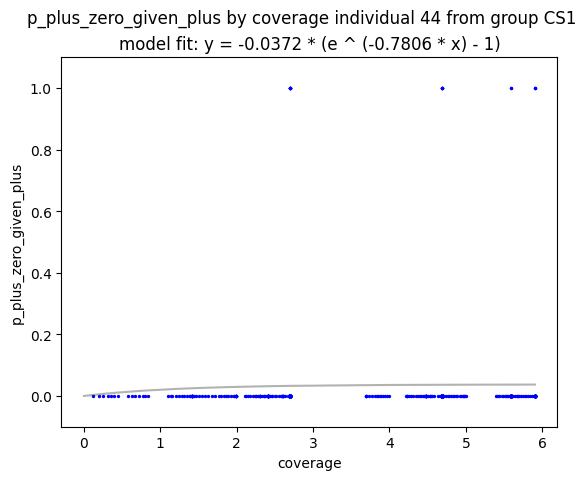 p_plus_zero_given_plus by coverage individual 44 from group CS1
model fit: y = -0.0372 * (e ^ (-0.7806 * x) - 1)
1.0
0.8
0.6
0.4
0.2
0.0
p_plus_zero_given_plus
0 1 2 3 4 5 6
coverage